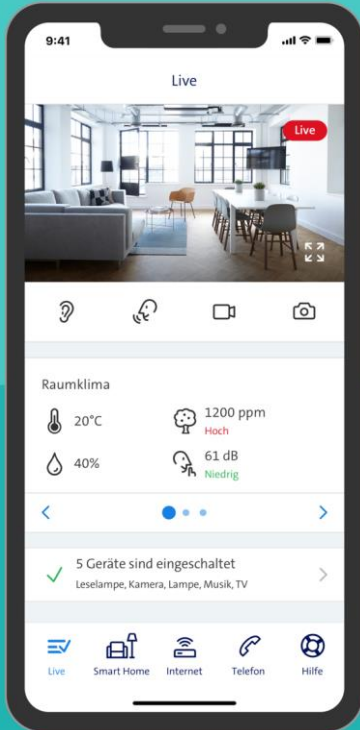 9:41
Live
Live
Raumklima
20°C
1200 ppm
Hoch
40%
61 dB
Niedrig
5 Geräte sind eingeschaltet
Leselampe, Kamera, Lampe, Musik, TV
Live
Smart Home
Internet
Telefon
Hilfe